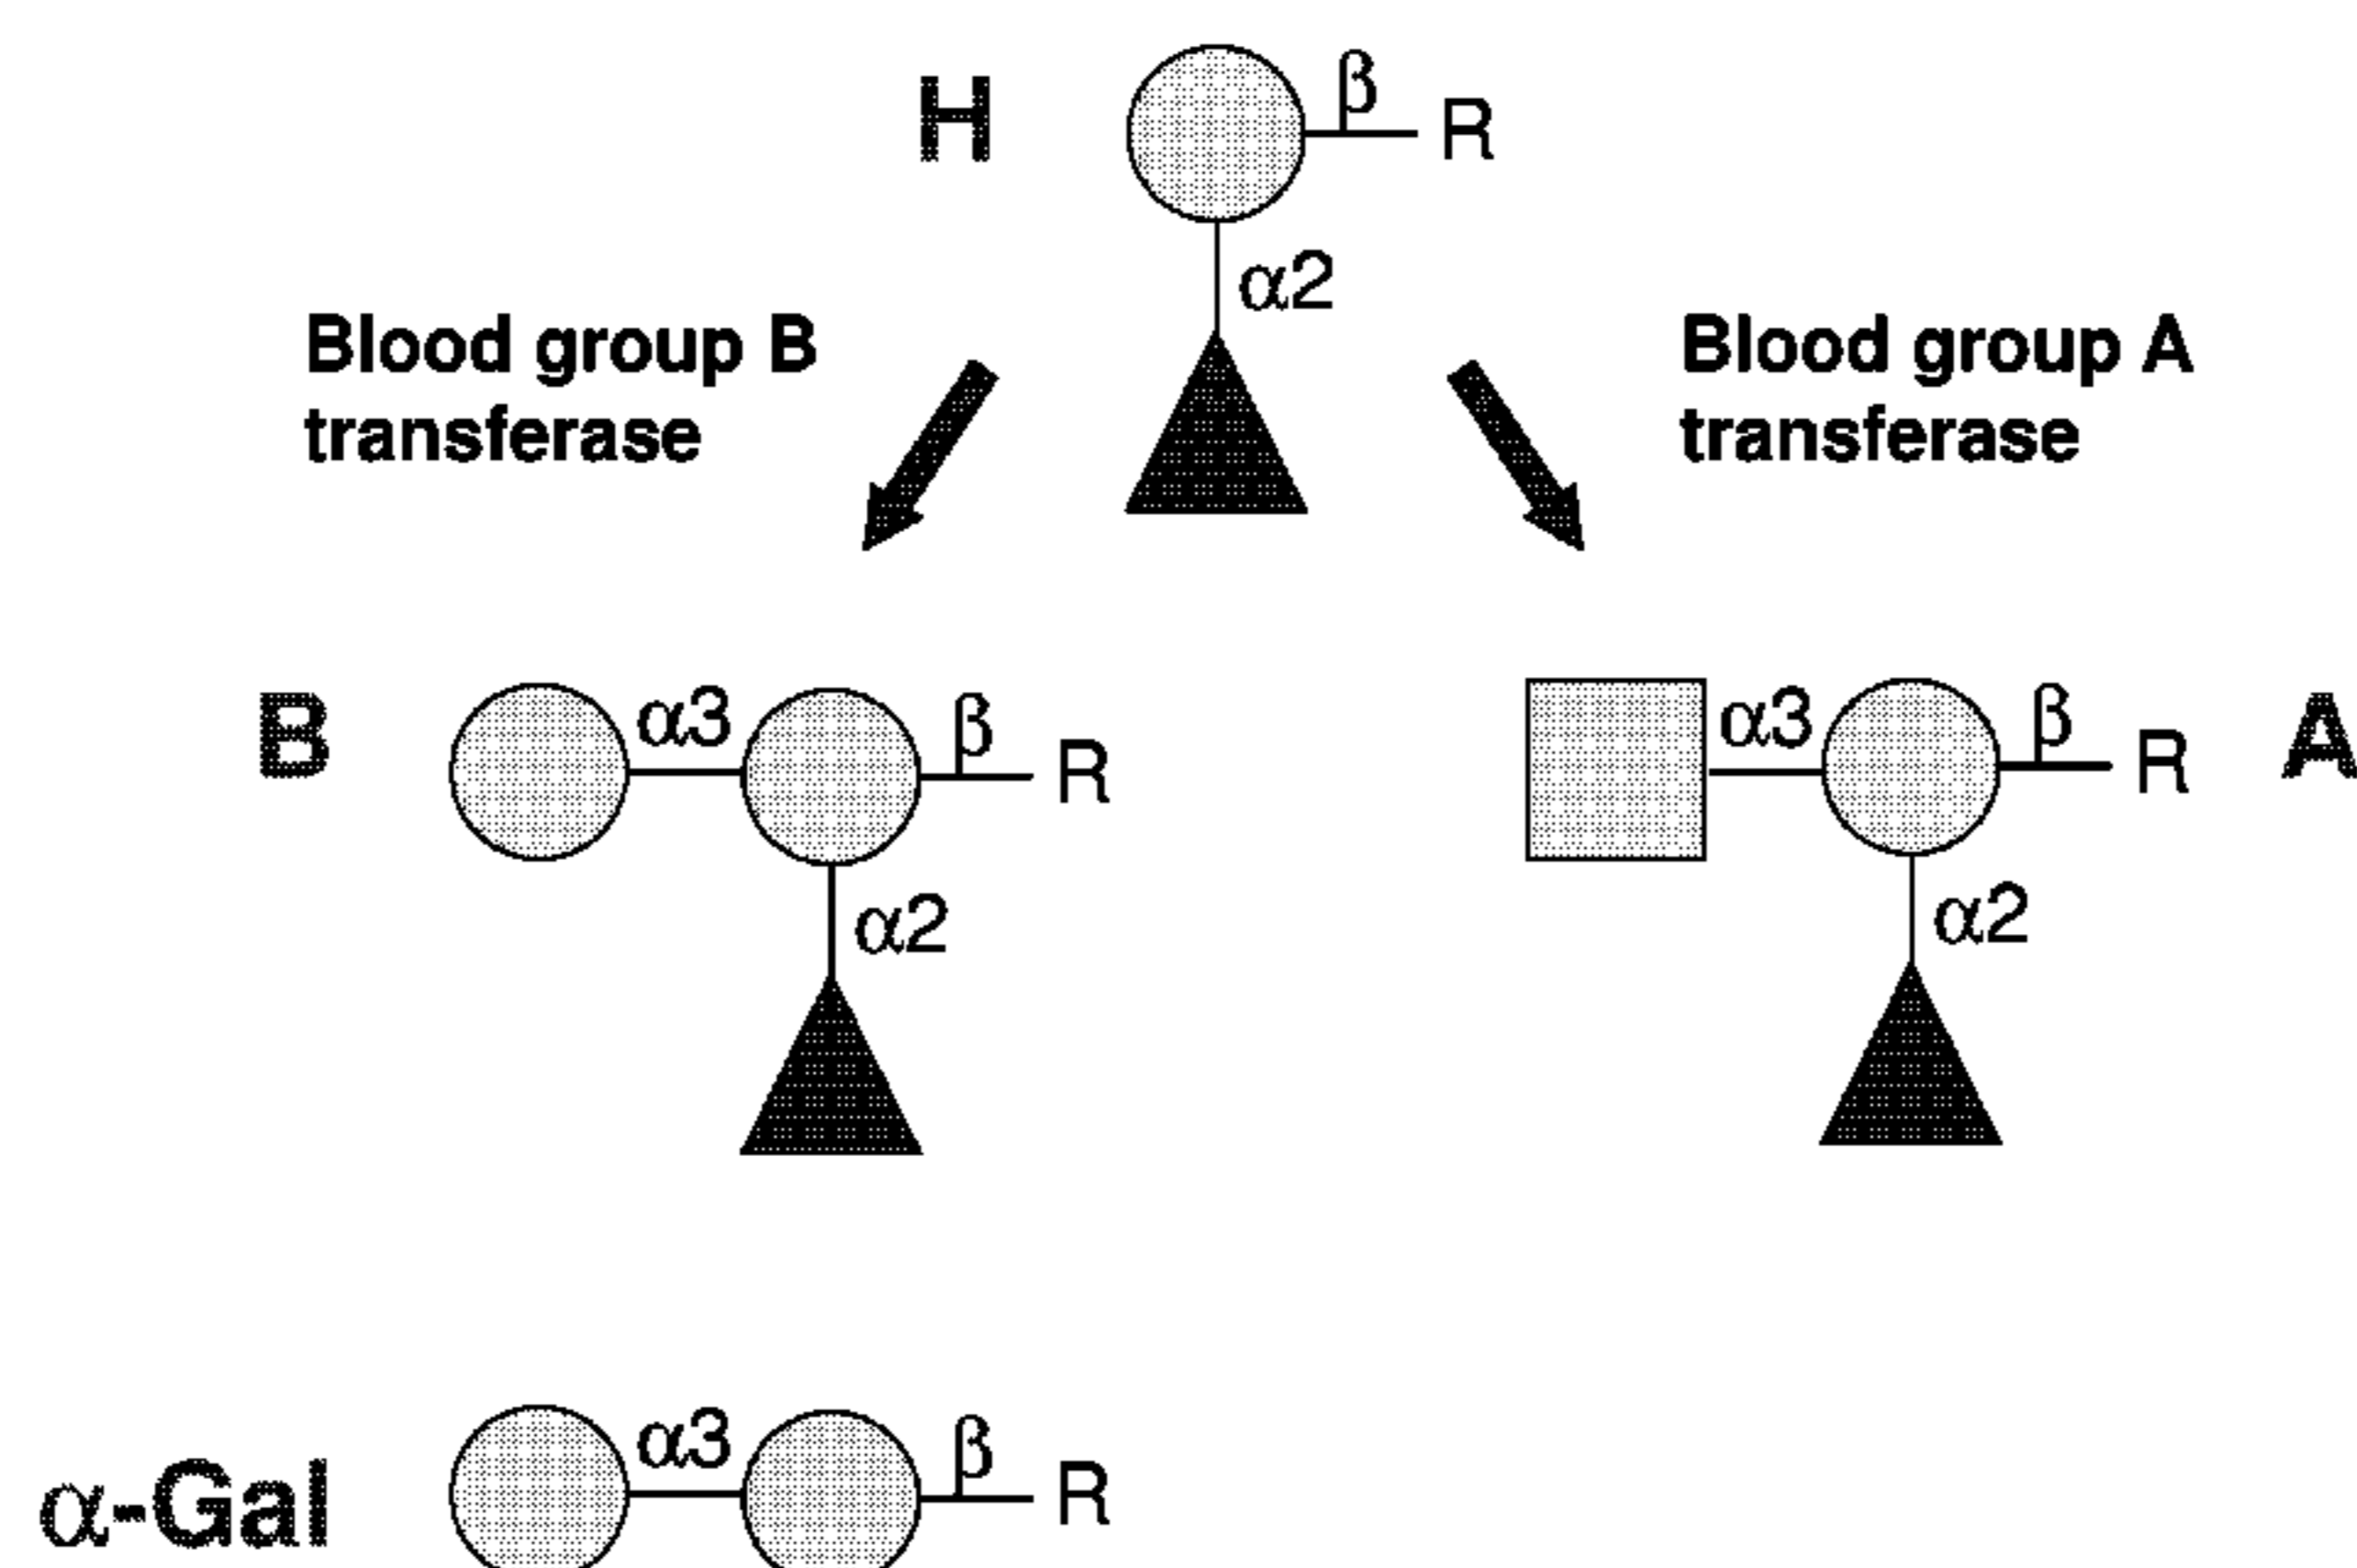 H
β
R
α2
Blood group B
transferase
Blood group A
transferase
B
α3
β
R
α2
α3
β
R
A
α2
α-Gal
α3
β
R